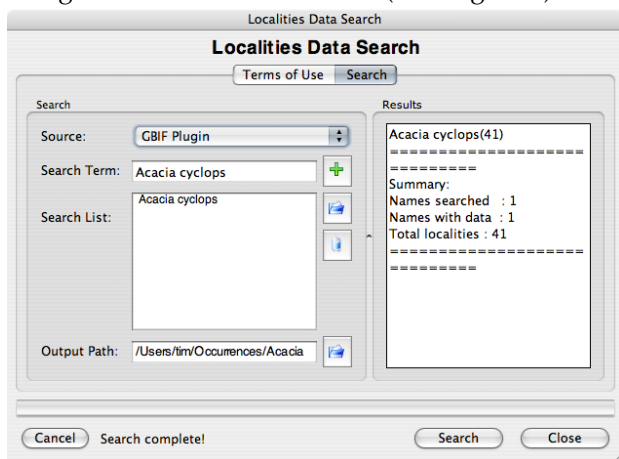 Localities Data Search
Localities Data Search
Terms of Use Search
Search
Source: GBIF Plugin
Search Term: Acacia cyclops
Search List: Acacia cyclops
Output Path: /Users/tim/Occurrences/Acacia
Results
Acacia cyclops(41)
====================
=========
Summary:
Names searched : 1
Names with data : 1
Total localities : 41
====================
=========
Cancel Search complete! Search Close